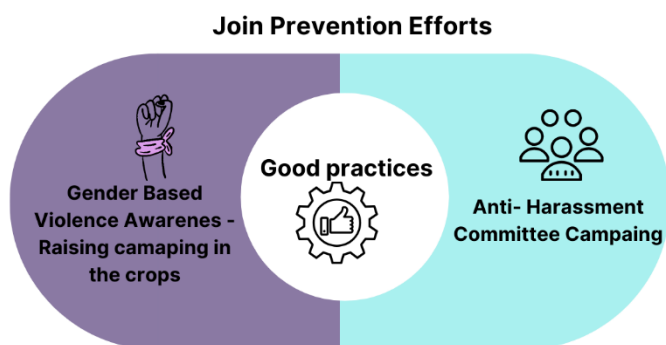 Join Prevention Efforts
Gender Based
Violence Awarenes -
Raising camaping in
the crops
Good practices
Anti- Harassment
Committee Campaing